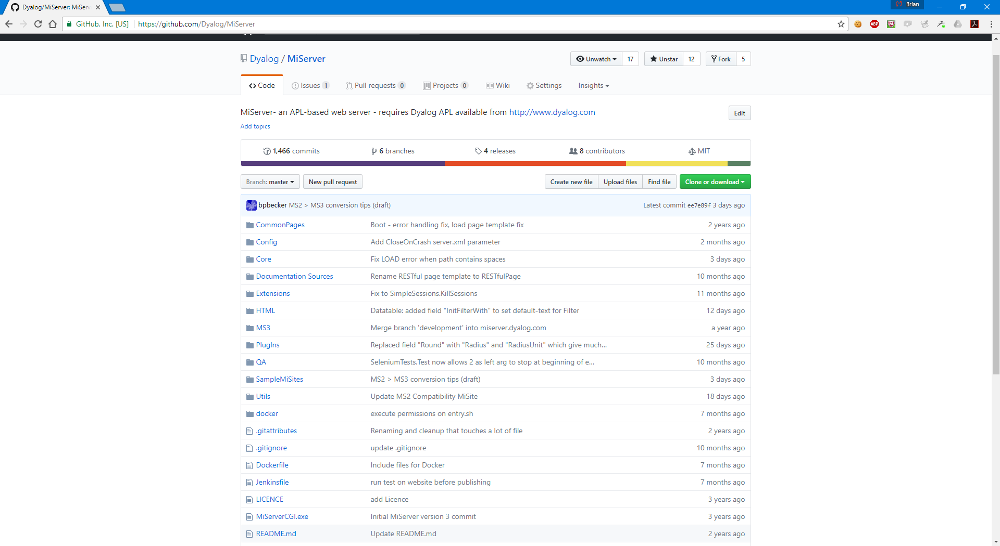 Dyalog/MiServer: MiServ
Brian
GitHub, Inc. [US] https://github.com/Dyalog/MiServer
ABP
Dyalog / MiServer
Unwatch 17 Unstar 12 Fork 5
Code Issues 1 Pull requests 0 Projects 0 Wiki Settings Insights
MiServer- an APL-based web server - requires Dyalog APL available from http://www.dyalog.com
Edit
Add topics
1,466 commits 6 branches 4 releases 8 contributors MIT
Branch: master New pull request Create new file Upload files Find file Clone or download
bpbecker MS2 > MS3 conversion tips (draft) Latest commit ee7e89f 3 days ago
CommonPages Boot - error handling fix, load page template fix 2 years ago
Config Add CloseOnCrash server.xml parameter 2 months ago
Core Fix LOAD error when path contains spaces 3 days ago
Documentation Sources Rename RESTful page template to RESTfulPage 10 months ago
Extensions Fix to SimpleSessions.KillSessions 11 months ago
HTML Datatable: added field "InitFilterWith" to set default-text for Filter 12 days ago
MS3 Merge branch 'development' into miserver.dyalog.com a year ago
PlugIns Replaced field "Round" with "Radius" and "RadiusUnit" which give much... 25 days ago
QA SeleniumTests.Test now allows 2 as left arg to stop at beginning of e... 10 months ago
SampleMiSites MS2 > MS3 conversion tips (draft) 3 days ago
Utils Update MS2 Compatibility MiSite 18 days ago
docker execute permissions on entry.sh 7 months ago
.gitattributes Renaming and cleanup that touches a lot of file 2 years ago
.gitignore update .gitignore 10 months ago
Dockerfile Include files for Docker 7 months ago
Jenkinsfile run test on website before publishing 7 months ago
LICENCE add Licence 3 years ago
MiServerCGI.exe Initial MiServer version 3 commit 3 years ago
README.md Update README.md 2 years ago